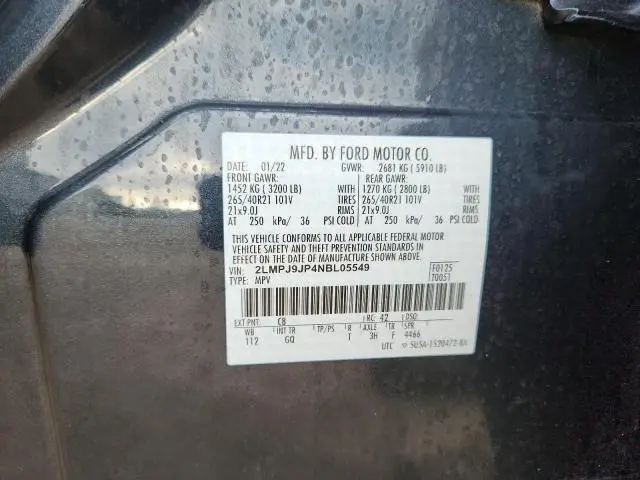 MFD. BY FORD MOTOR CO.
DATE: 01/22 GVWR: 2681 KG ( 5910 LB)
FRONT GAWR: REAR GAWR:
1452 KG ( 3200 LB) WITH 1270 KG ( 2800 LB) WITH
265/40R21 101V TIRES 265/40R21 101V TIRES
21x9.0J RIMS 21x9.0J RIMS
AT 250 kPa/ 36 PSI COLD AT 250 kPa/ 36 PSI COLD
THIS VEHICLE CONFORMS TO ALL APPLICABLE FEDERAL MOTOR
VEHICLE SAFETY AND THEFT PREVENTION STANDARDS IN
EFFECT ON THE DATE OF MANUFACTURE SHOWN ABOVE.
VIN: 2LMPJ9JP4NBL05549 F0125
TYPE: MPV T0051
EXT PNT: C8 RC: 42 DSO:
WB INT TR TP/PS R AXLE TR SPR
112 GQ T 3H F 4466
UTC